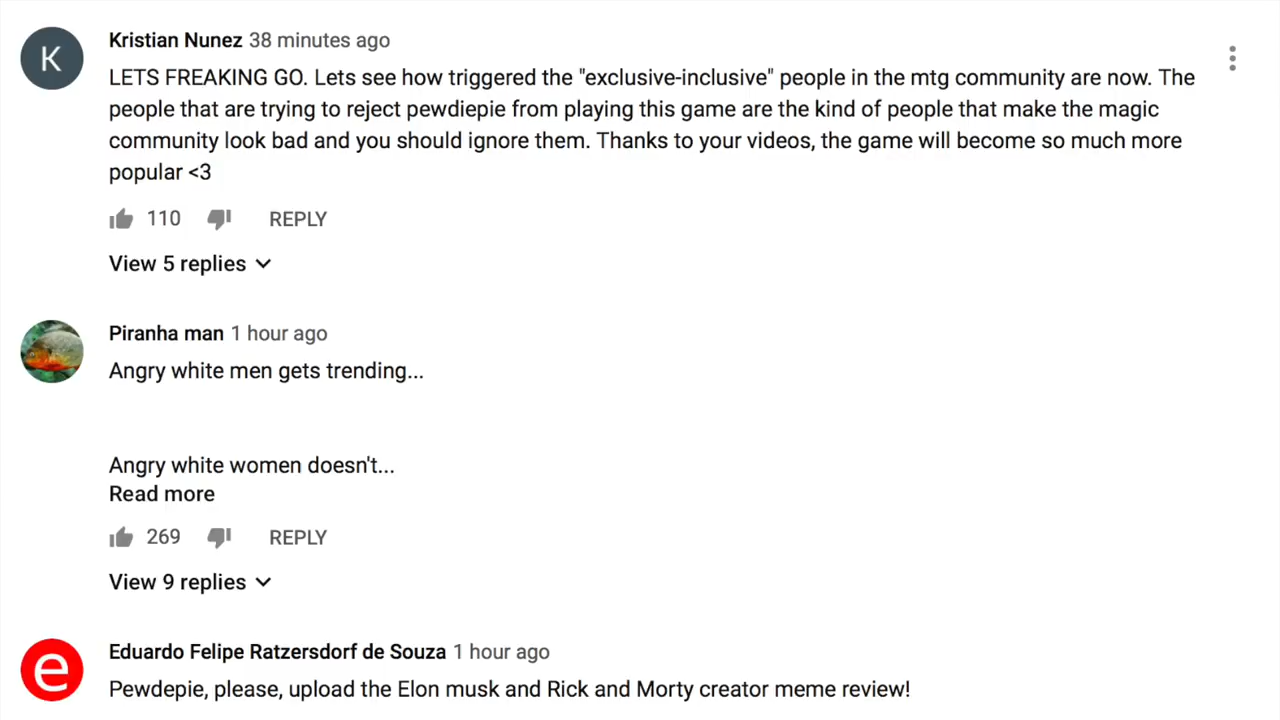 K
Kristian Nunez 38 minutes ago
LETS FREAKING GO. Lets see how triggered the "exclusive-inclusive" people in the mtg community are now. The
people that are trying to reject pewdiepie from playing this game are the kind of people that make the magic
community look bad and you should ignore them. Thanks to your videos, the game will become so much more
popular <3
110 REPLY
View 5 replies
Piranha man 1 hour ago
Angry white men gets trending...
Angry white women doesn't...
Read more
269 REPLY
View 9 replies
e
Eduardo Felipe Ratzersdorf de Souza 1 hour ago
Pewdepie, please, upload the Elon musk and Rick and Morty creator meme review!